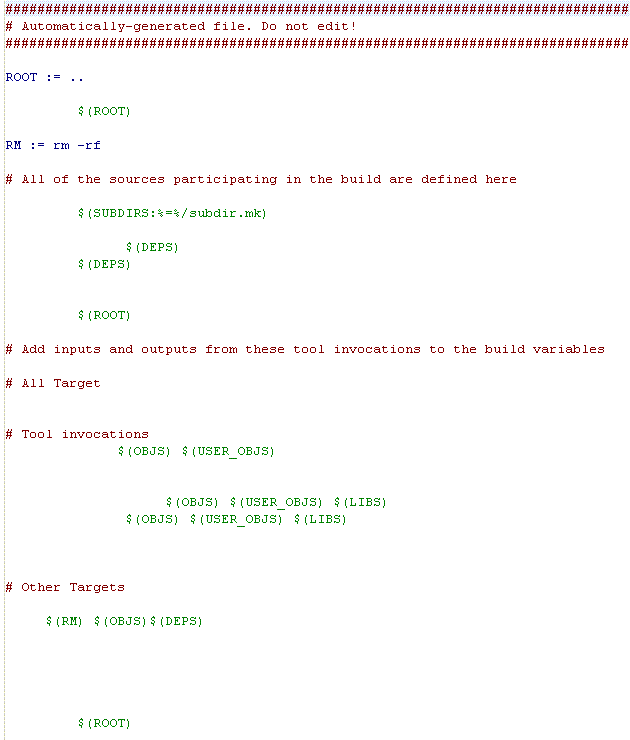 ##############################################################################
# Automatically-generated file. Do not edit!
##############################################################################
ROOT := ..
$(ROOT)
RM := rm -rf
# All of the sources participating in the build are defined here
$(SUBDIRS:%=%/subdir.mk)
$(DEPS)
$(DEPS)
$(ROOT)
# Add inputs and outputs from these tool invocations to the build variables
# All Target
# Tool invocations
$(OBJS) $(USER_OBJS)
$(OBJS) $(USER_OBJS) $(LIBS)
$(OBJS) $(USER_OBJS) $(LIBS)
# Other Targets
$(RM) $(OBJS)$(DEPS)
$(ROOT)